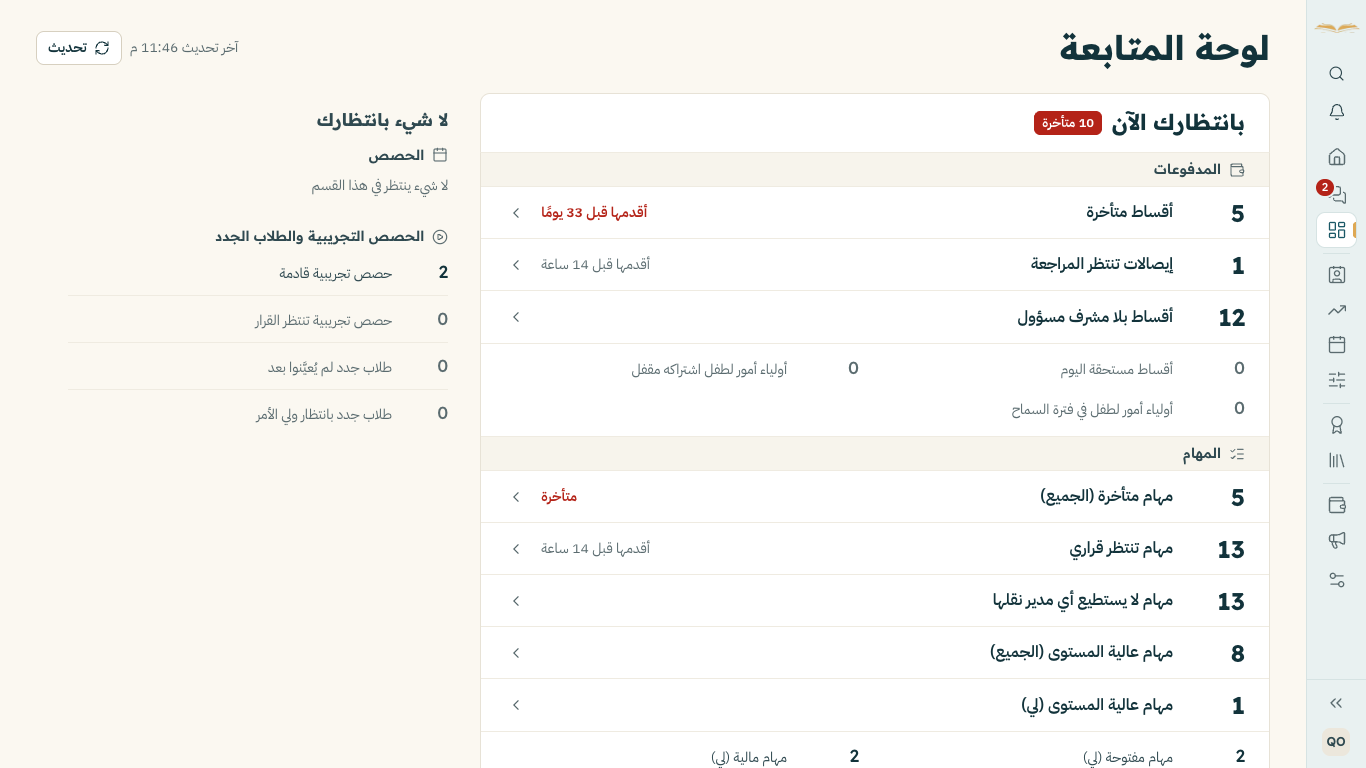 لوحة المتابعة
آخر تحديث 11:46 م
تحديث
بانتظارك الآن
10 متأخرة
المدفوعات
5 أقساط متأخرة أقدمها قبل 33 يومًا
1 إيصالات تنتظر المراجعة أقدمها قبل 14 ساعة
12 أقساط بلا مشرف مسؤول
0 أقساط مستحقة اليوم
0 أولياء أمور لطفل اشتراكه مقفل
0 أولياء أمور لطفل في فترة السماح
المهام
5 مهام متأخرة (الجميع) متأخرة
13 مهام تنتظر قراري أقدمها قبل 14 ساعة
13 مهام لا يستطيع أي مدير نقلها
8 مهام عالية المستوى (الجميع)
1 مهام عالية المستوى (لي)
2 مهام مفتوحة (لي)
2 مهام مالية (لي)
لا شيء بانتظارك
الحصص
لا شيء ينتظر في هذا القسم
الحصص التجريبية والطلاب الجدد
2 حصص تجريبية قادمة
0 حصص تجريبية تنتظر القرار
0 طلاب جدد لم يُعيَّنوا بعد
0 طلاب جدد بانتظار ولي الأمر
2
QO